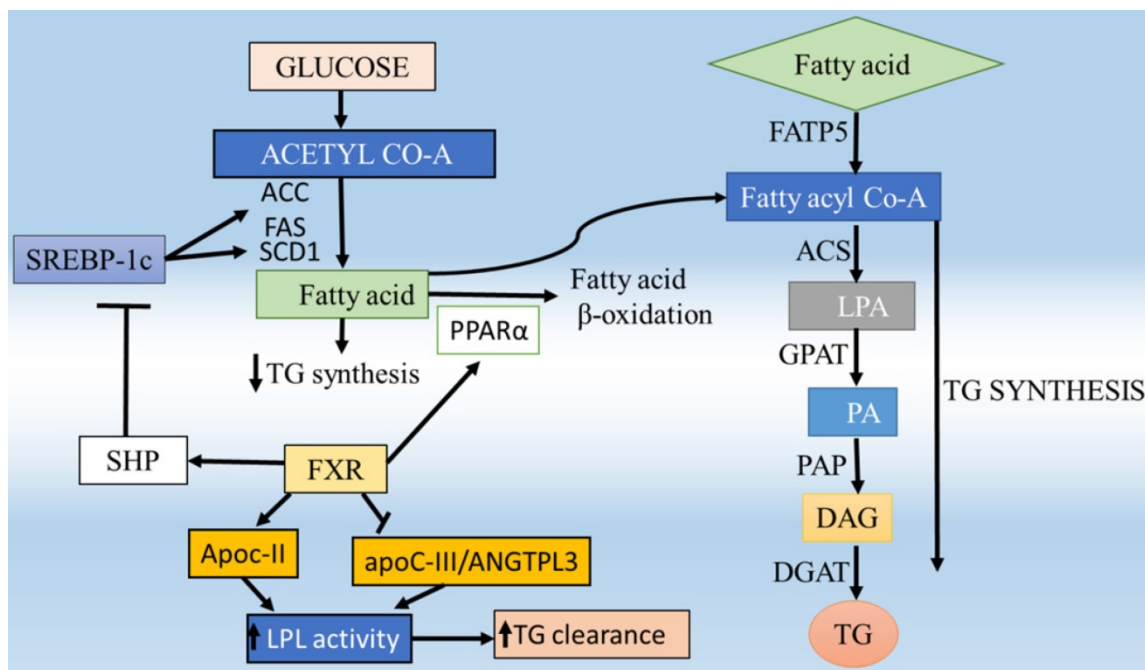 GLUCOSE
ACETYL CO-A
ACC
FAS
SCD1
SREBP-1c
Fatty acid
Fatty acid
β-oxidation
PPARα
TG synthesis
SHP
FXR
Apoc-II
apoC-III/ANGTPL3
LPL activity
TG clearance
Fatty acid
FATP5
Fatty acyl Co-A
ACS
LPA
GPAT
TG SYNTHESIS
PA
PAP
DAG
DGAT
TG